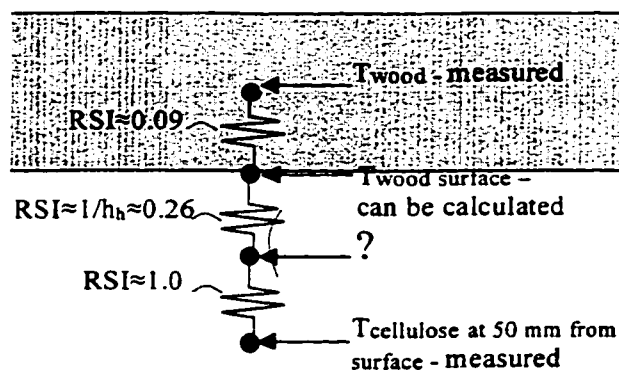 Twood - measured
RSI≈0.09
Twood surface -
can be calculated
RSI≈1/hh≈0.26
?
RSI≈1.0
Tcellulose at 50 mm from
surface - measured